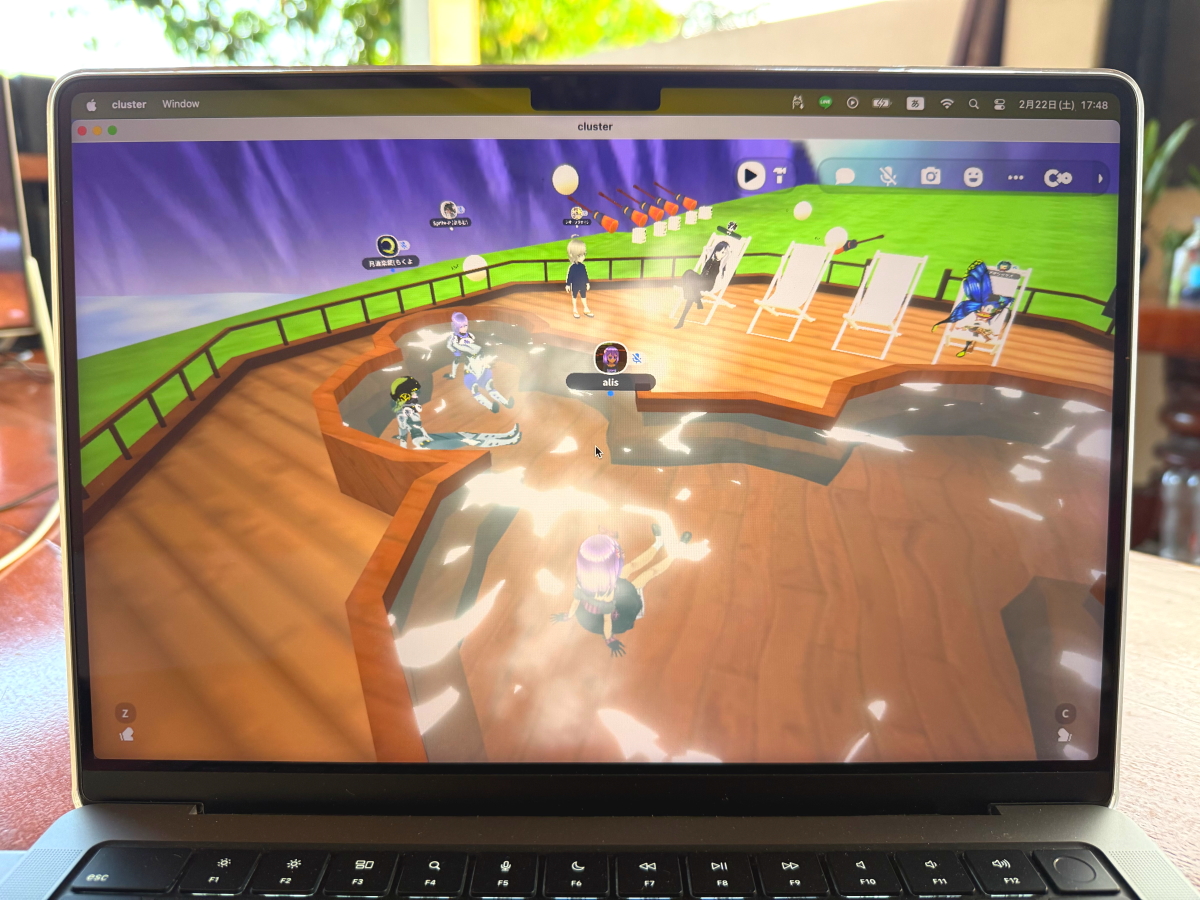 cluster Window
あ 2月22日(土) 17:48
cluster
alis
Z
C
esc
F1 F2 F3 F4 F5 F6 F7 F8 F9 F10 F11 F12